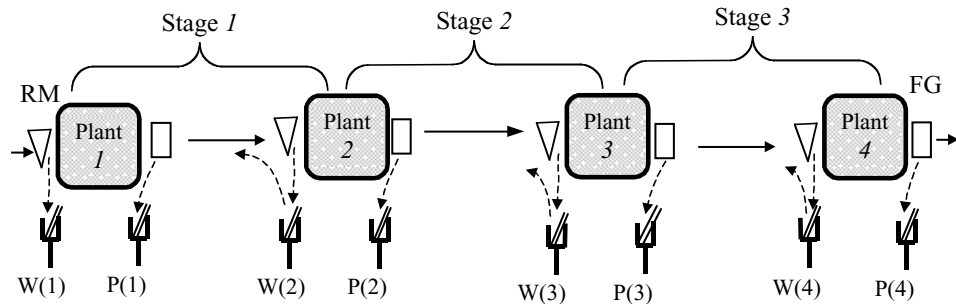 Stage 1
Stage 2
Stage 3
RM
FG
Plant
1
Plant
2
Plant
3
Plant
4
W(1)
P(1)
W(2)
P(2)
W(3)
P(3)
W(4)
P(4)